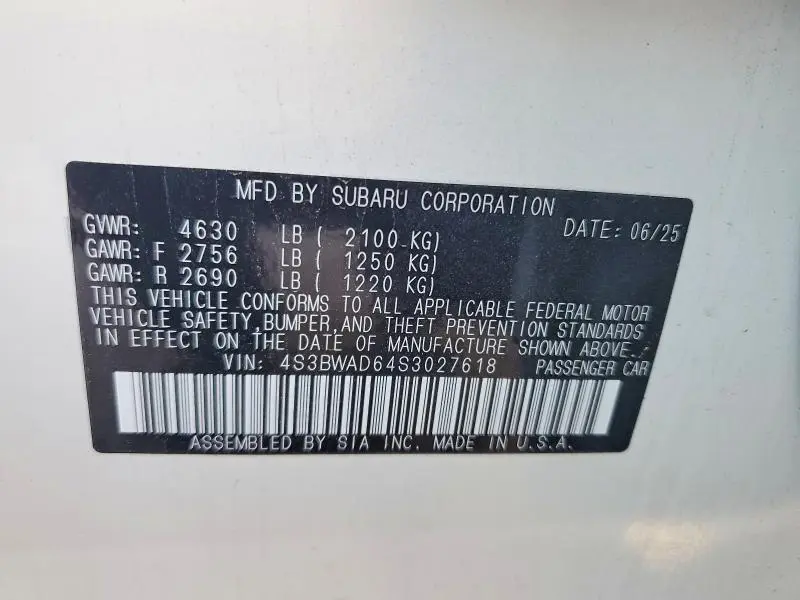 MFD BY SUBARU CORPORATION
DATE: 06/25
GVWR: 4630 LB ( 2100 KG)
GAWR: F 2756 LB ( 1250 KG)
GAWR: R 2690 LB ( 1220 KG)
THIS VEHICLE CONFORMS TO ALL APPLICABLE FEDERAL MOTOR
VEHICLE SAFETY, BUMPER, AND THEFT PREVENTION STANDARDS
IN EFFECT ON THE DATE OF MANUFACTURE SHOWN ABOVE.
VIN: 4S3BWAD64S3027618 PASSENGER CAR
ASSEMBLED BY SIA INC. MADE IN U.S.A.